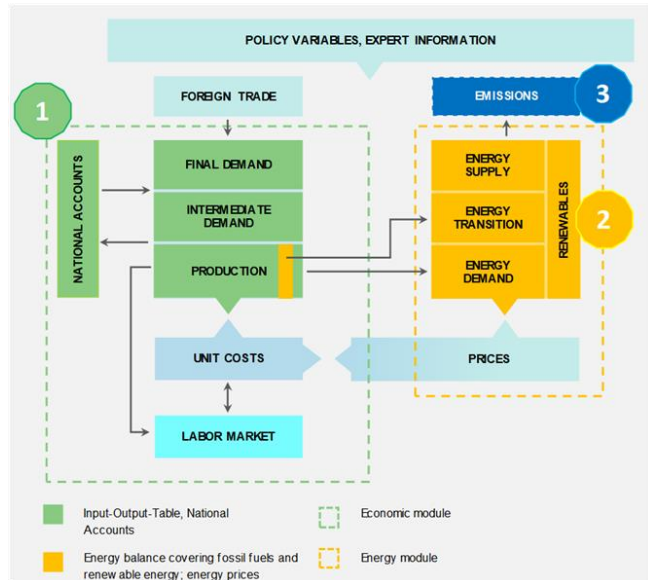 POLICY VARIABLES, EXPERT INFORMATION
1
FOREIGN TRADE
EMISSIONS
3
NATIONAL ACCOUNTS
FINAL DEMAND
INTERMEDIATE
DEMAND
PRODUCTION
ENERGY
SUPPLY
ENERGY
TRANSITION
ENERGY
DEMAND
RENEWABLES
2
UNIT COSTS
PRICES
LABOR MARKET
Input-Output-Table, National
Accounts
Economic module
Energy balance covering fossil fuels and
renewable energy; energy prices
Energy module